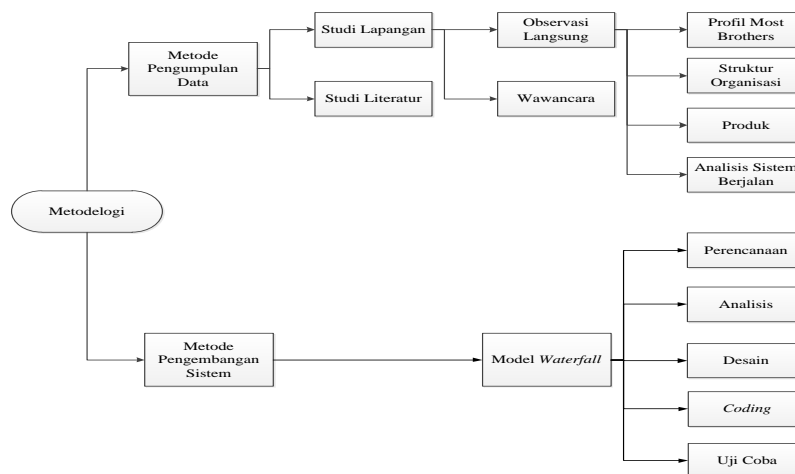 Metode
Pengumpulan
Data
Studi Lapangan
Studi Literatur
Observasi
Langsung
Wawancara
Profil Most
Brothers
Struktur
Organisasi
Produk
Analisis Sistem
Berjalan
Metodelogi
Metode
Pengembangan
Sistem
Model Waterfall
Perencanaan
Analisis
Desain
Coding
Uji Coba